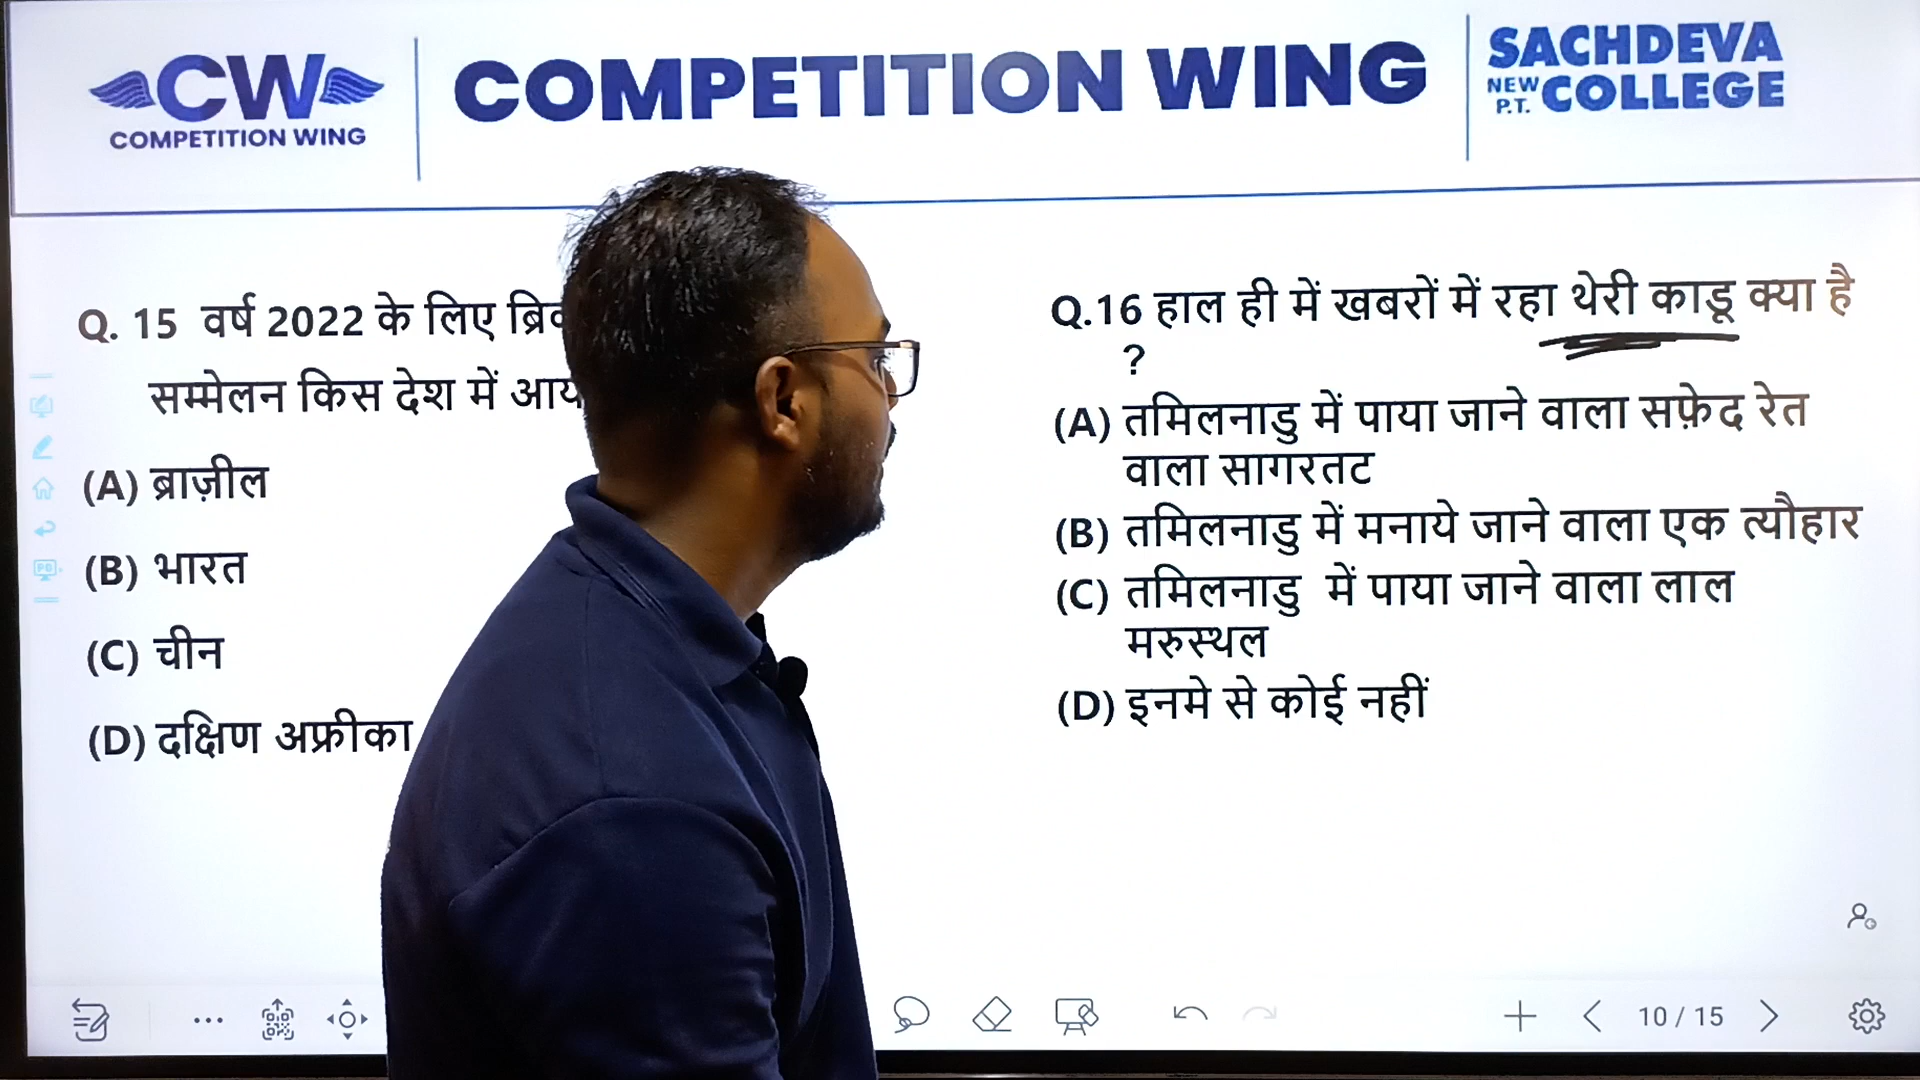 CW
COMPETITION WING
COMPETITION WING
SACHDEVA
NEW P.T. COLLEGE
Q. 15 वर्ष 2022 के लिए
सम्मेलन किस देश में
(A) ब्राज़ील
(B) भारत
(C) चीन
(D) दक्षिण अफ्रीका
Q.16 हाल ही में खबरों में रहा थेरी काडू क्या है
?
(A) तमिलनाडु में पाया जाने वाला सफ़ेद रेत
वाला सागरतट
(B) तमिलनाडु में मनाये जाने वाला एक त्यौहार
(C) तमिलनाडु में पाया जाने वाला लाल
मरुस्थल
(D) इनमे से कोई नहीं
10 / 15